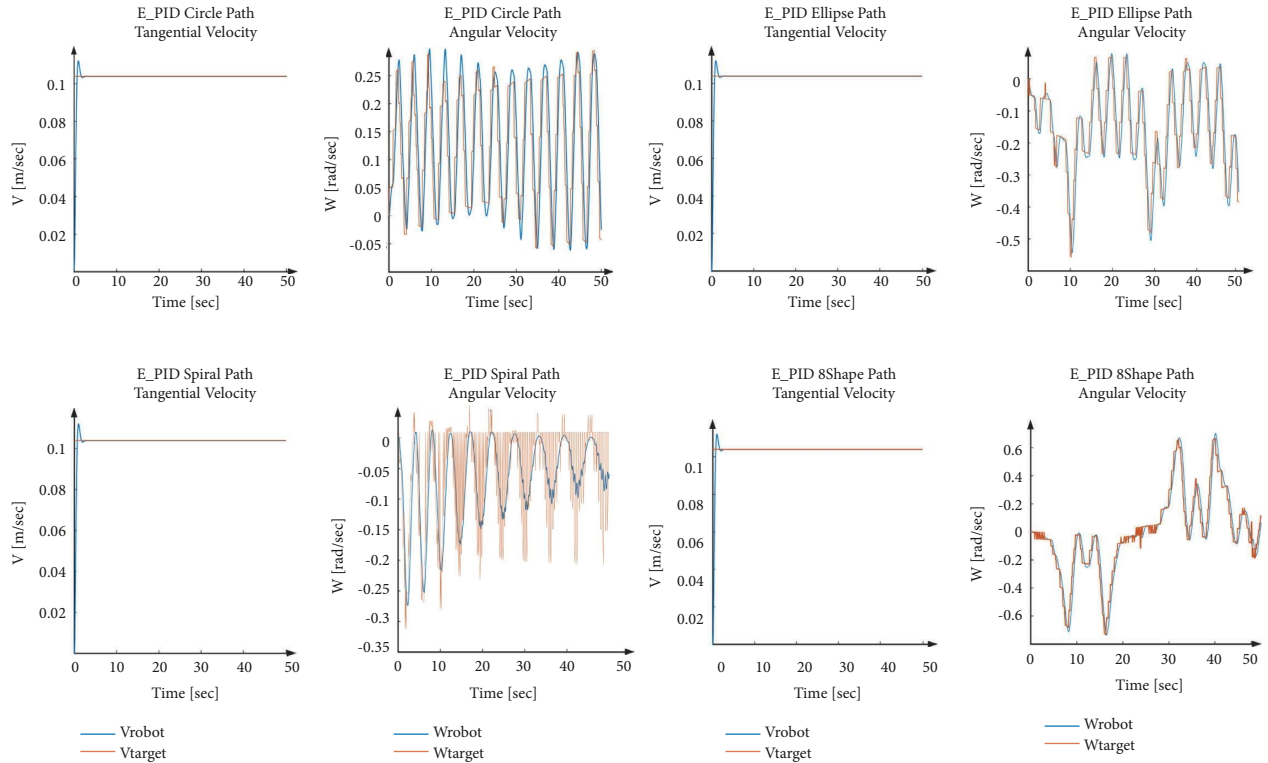 E_PID Circle Path
Tangential Velocity
V [m/sec]
0.1
0.08
0.06
0.04
0.02
0 10 20 30 40 50
Time [sec]
E_PID Circle Path
Angular Velocity
W [rad/sec]
0.25
0.2
0.15
0.1
0.05
0
-0.05
0 10 20 30 40 50
Time [sec]
E_PID Ellipse Path
Tangential Velocity
V [m/sec]
0.1
0.08
0.06
0.04
0.02
0 10 20 30 40 50
Time [sec]
E_PID Ellipse Path
Angular Velocity
W [rad/sec]
0
-0.1
-0.2
-0.3
-0.4
-0.5
0 10 20 30 40 50
Time [sec]
E_PID Spiral Path
Tangential Velocity
V [m/sec]
0.1
0.08
0.06
0.04
0.02
0 10 20 30 40 50
Time [sec]
Vrobot
Vtarget
E_PID Spiral Path
Angular Velocity
W [rad/sec]
0
-0.05
-0.1
-0.15
-0.2
-0.25
-0.3
-0.35
0 10 20 30 40 50
Time [sec]
Wrobot
Wtarget
E_PID 8Shape Path
Tangential Velocity
V [m/sec]
0.1
0.08
0.06
0.04
0.02
0 10 20 30 40 50
Time [sec]
Vrobot
Vtarget
E_PID 8Shape Path
Angular Velocity
W [rad/sec]
0.6
0.4
-0.2
0
-0.2
-0.4
-0.6
0 10 20 30 40 50
Time [sec]
Wrobot
Wtarget